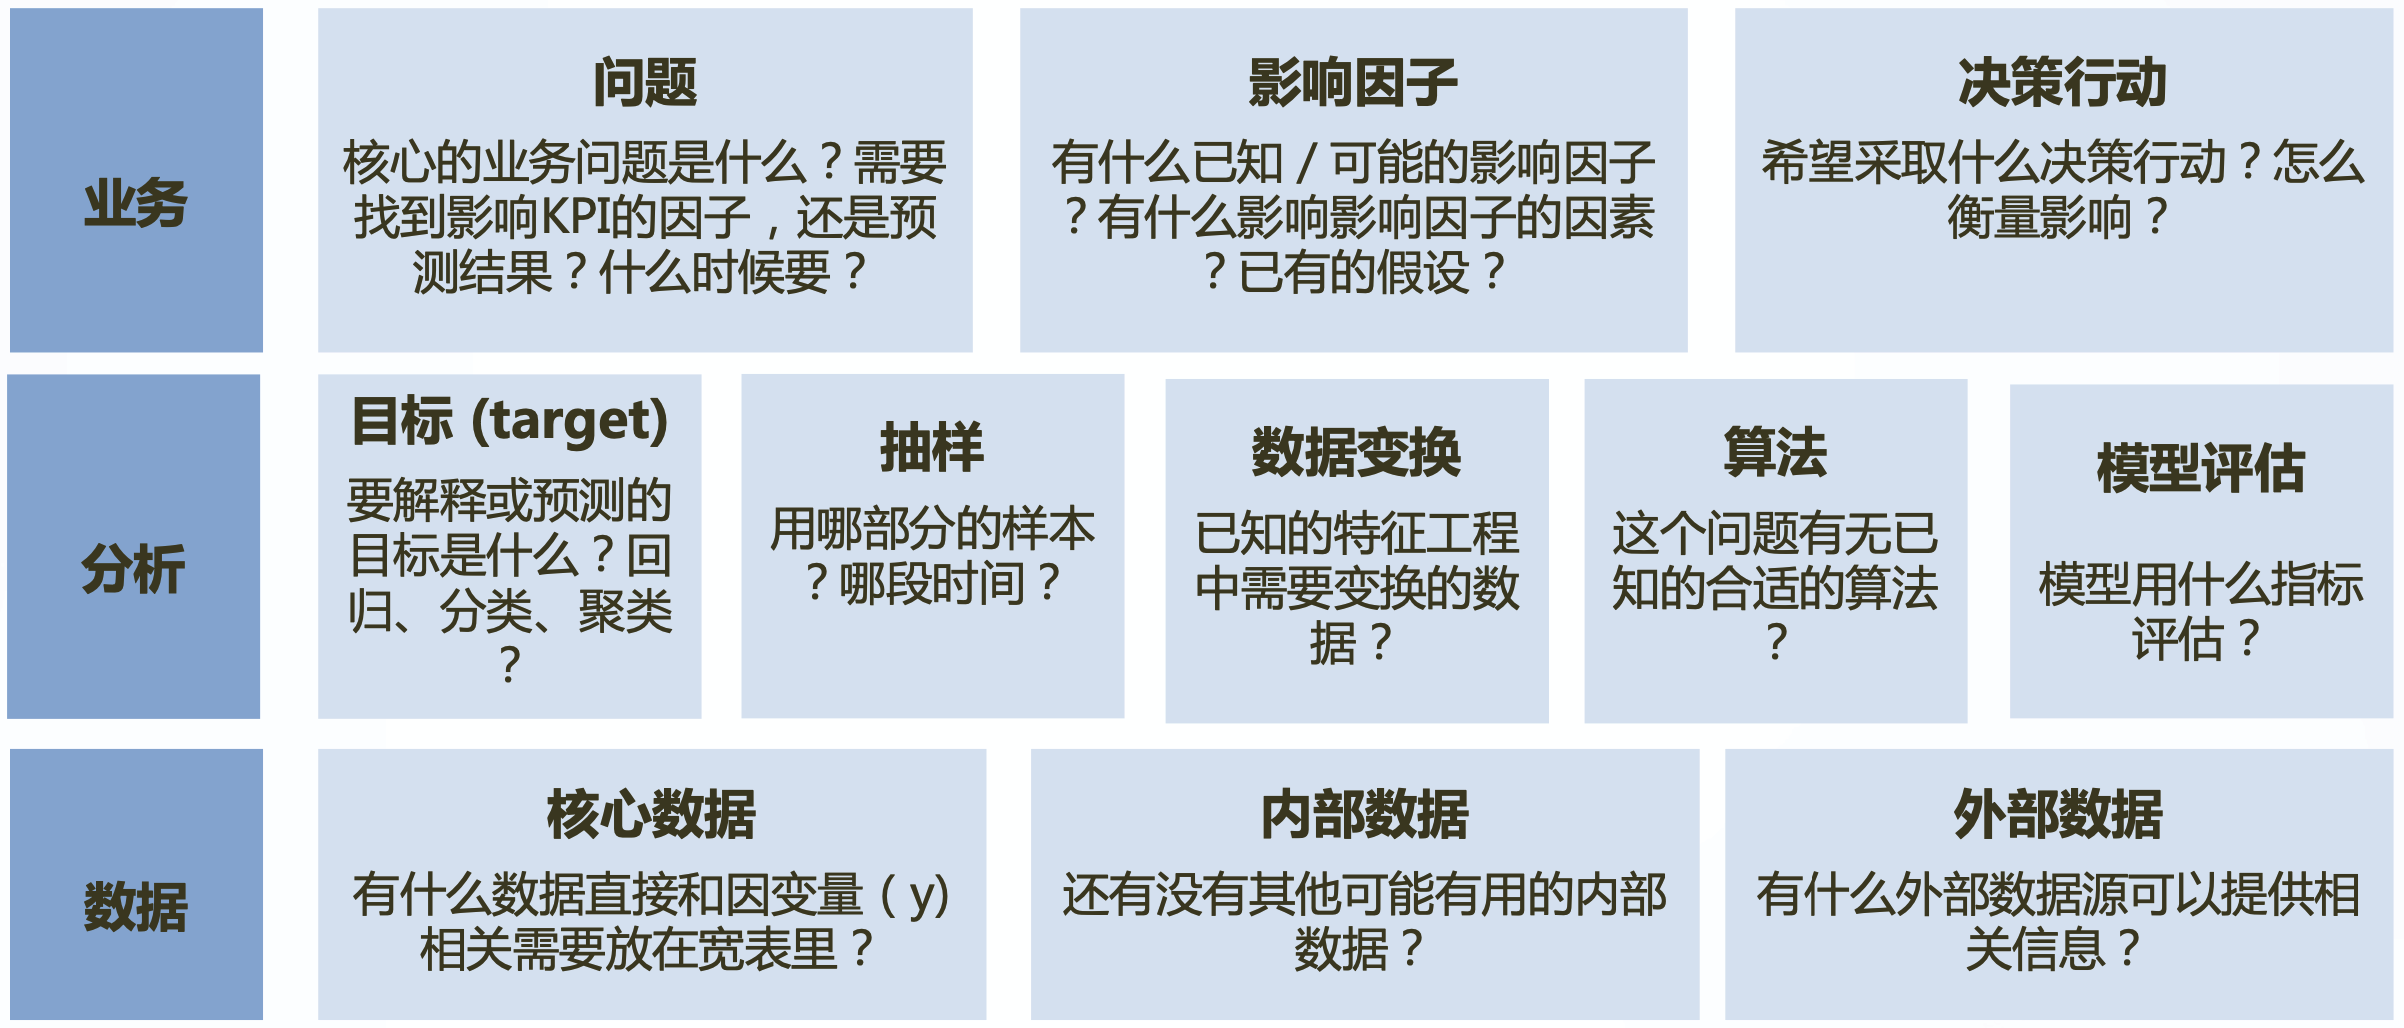 业务
问题
核心的业务问题是什么？需要
找到影响KPI的因子，还是预
测结果？什么时候要？
影响因子
有什么已知 / 可能的影响因子
？有什么影响影响因子的因素
？已有的假设？
决策行动
希望采取什么决策行动？怎么
衡量影响？
分析
目标 (target)
要解释或预测的
目标是什么？回
归、分类、聚类
？
抽样
用哪部分的样本
？哪段时间？
数据变换
已知的特征工程
中需要变换的数
据？
算法
这个问题有无已
知的合适的算法
？
模型评估
模型用什么指标
评估？
数据
核心数据
有什么数据直接和因变量（ y)
相关需要放在宽表里？
内部数据
还有没有其他可能有用的内部
数据？
外部数据
有什么外部数据源可以提供相
关信息？